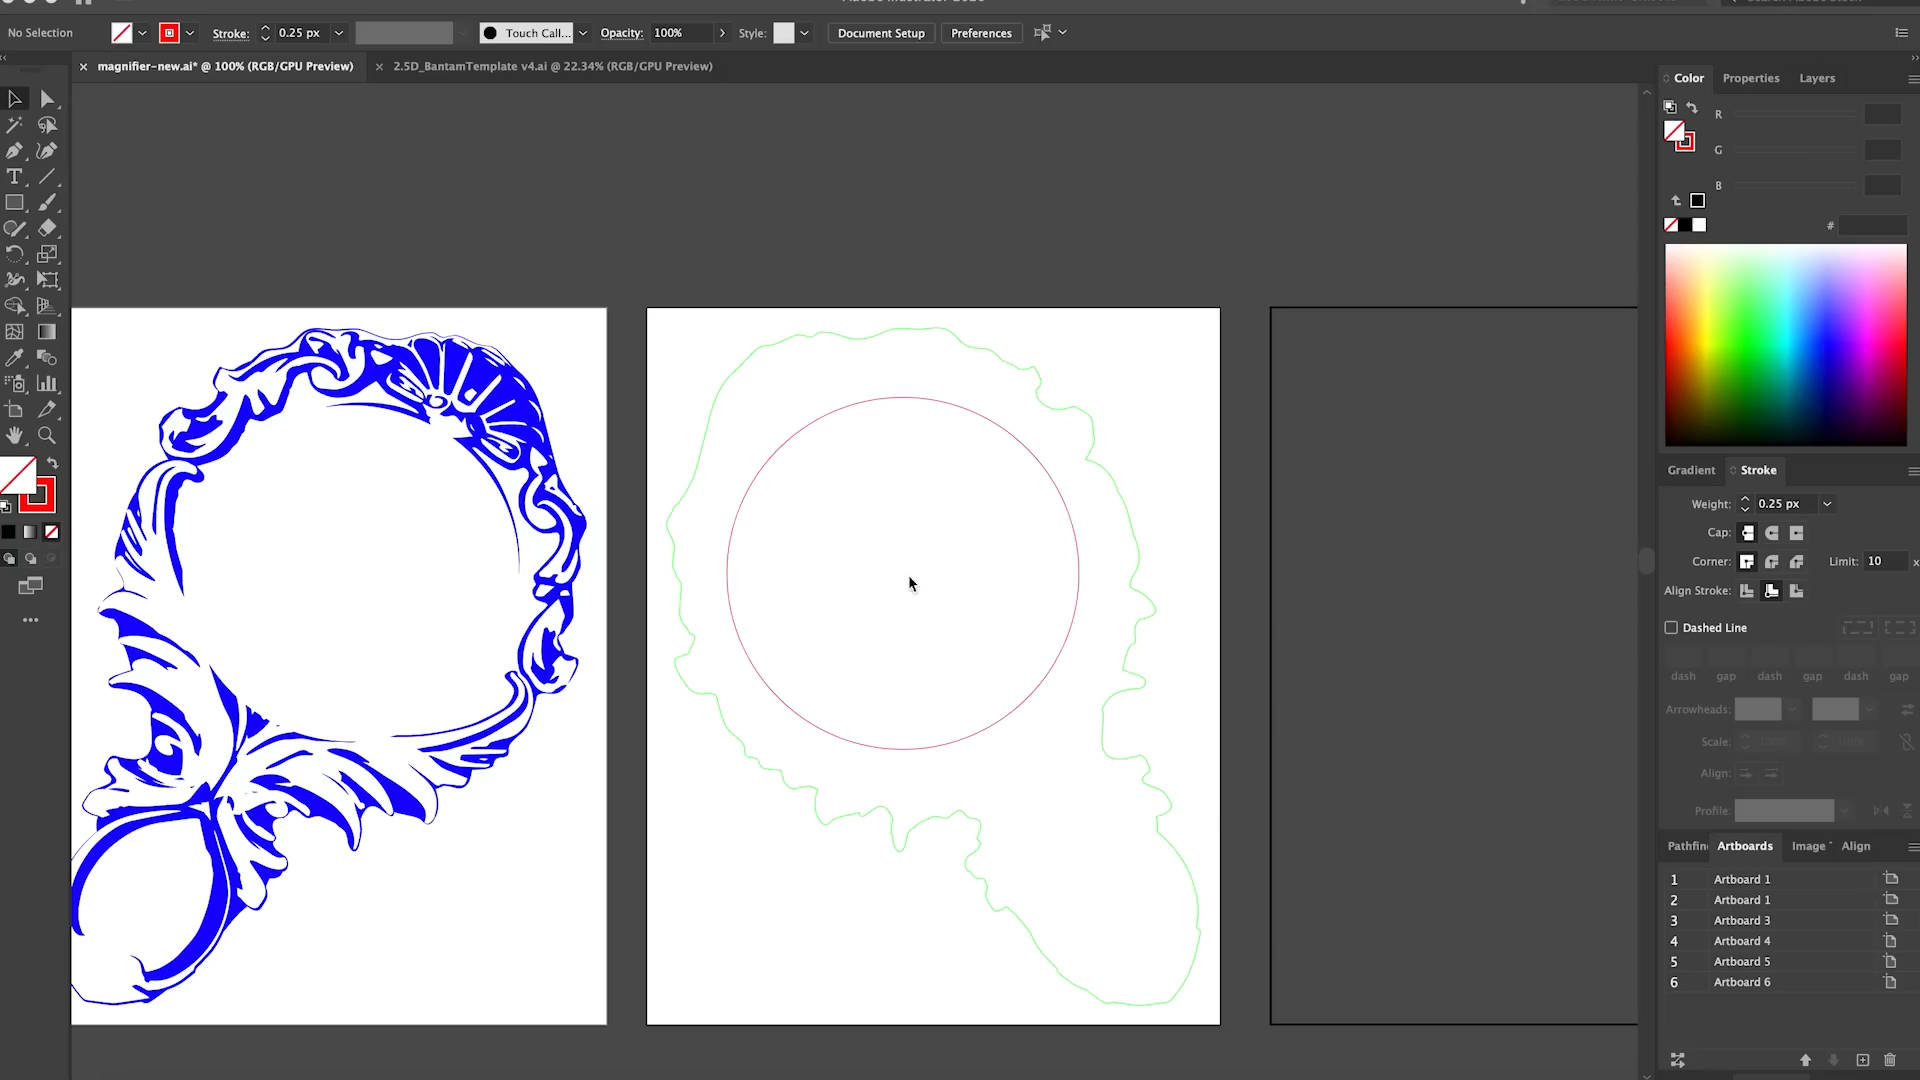 No Selection
Stroke:
0.25 px
Touch Call...
Opacity:
100%
Style:
Document Setup
Preferences
magnifier-new.ai* @ 100% (RGB/GPU Preview)
2.5D_BantamTemplate v4.ai @ 22.34% (RGB/GPU Preview)
Color
Properties
Layers
R
G
B
#
Gradient
Stroke
Weight:
0.25 px
Cap:
Corner:
Limit:
10
x
Align Stroke:
Dashed Line
dash
gap
dash
gap
dash
gap
Arrowheads:
Scale:
Align:
Profile:
Pathfin
Artboards
Image
Align
1
Artboard 1
2
Artboard 1
3
Artboard 3
4
Artboard 4
5
Artboard 5
6
Artboard 6